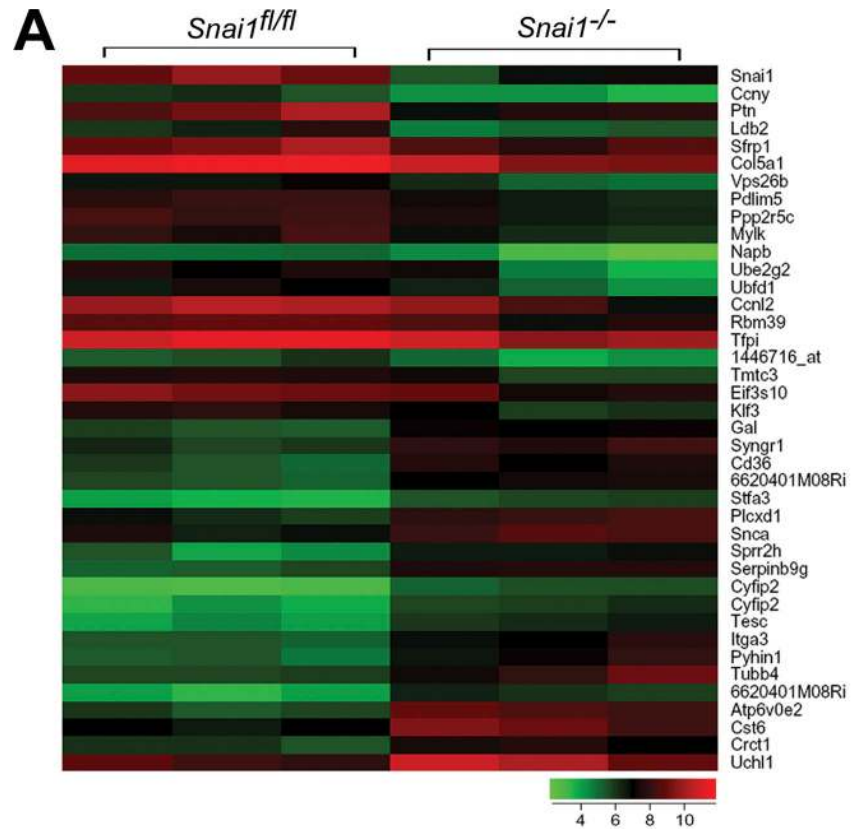 A
Snai1fl/fl
Snai1-/-
Snai1
Ccny
Ptn
Ldb2
Sfrp1
Col5a1
Vps26b
Pdlim5
Ppp2r5c
Mylk
Napb
Ube2g2
Ubfd1
Ccnl2
Rbm39
Tfpi
1446716_at
Tmtc3
Eif3s10
Klf3
Gal
Syngr1
Cd36
6620401M08Ri
Stfa3
Plcxd1
Snca
Sprr2h
Serpinb9g
Cyfip2
Cyfip2
Tesc
Itga3
Pyhin1
Tubb4
6620401M08Ri
Atp6v0e2
Cst6
Crct1
Uchl1
4 6 8 10